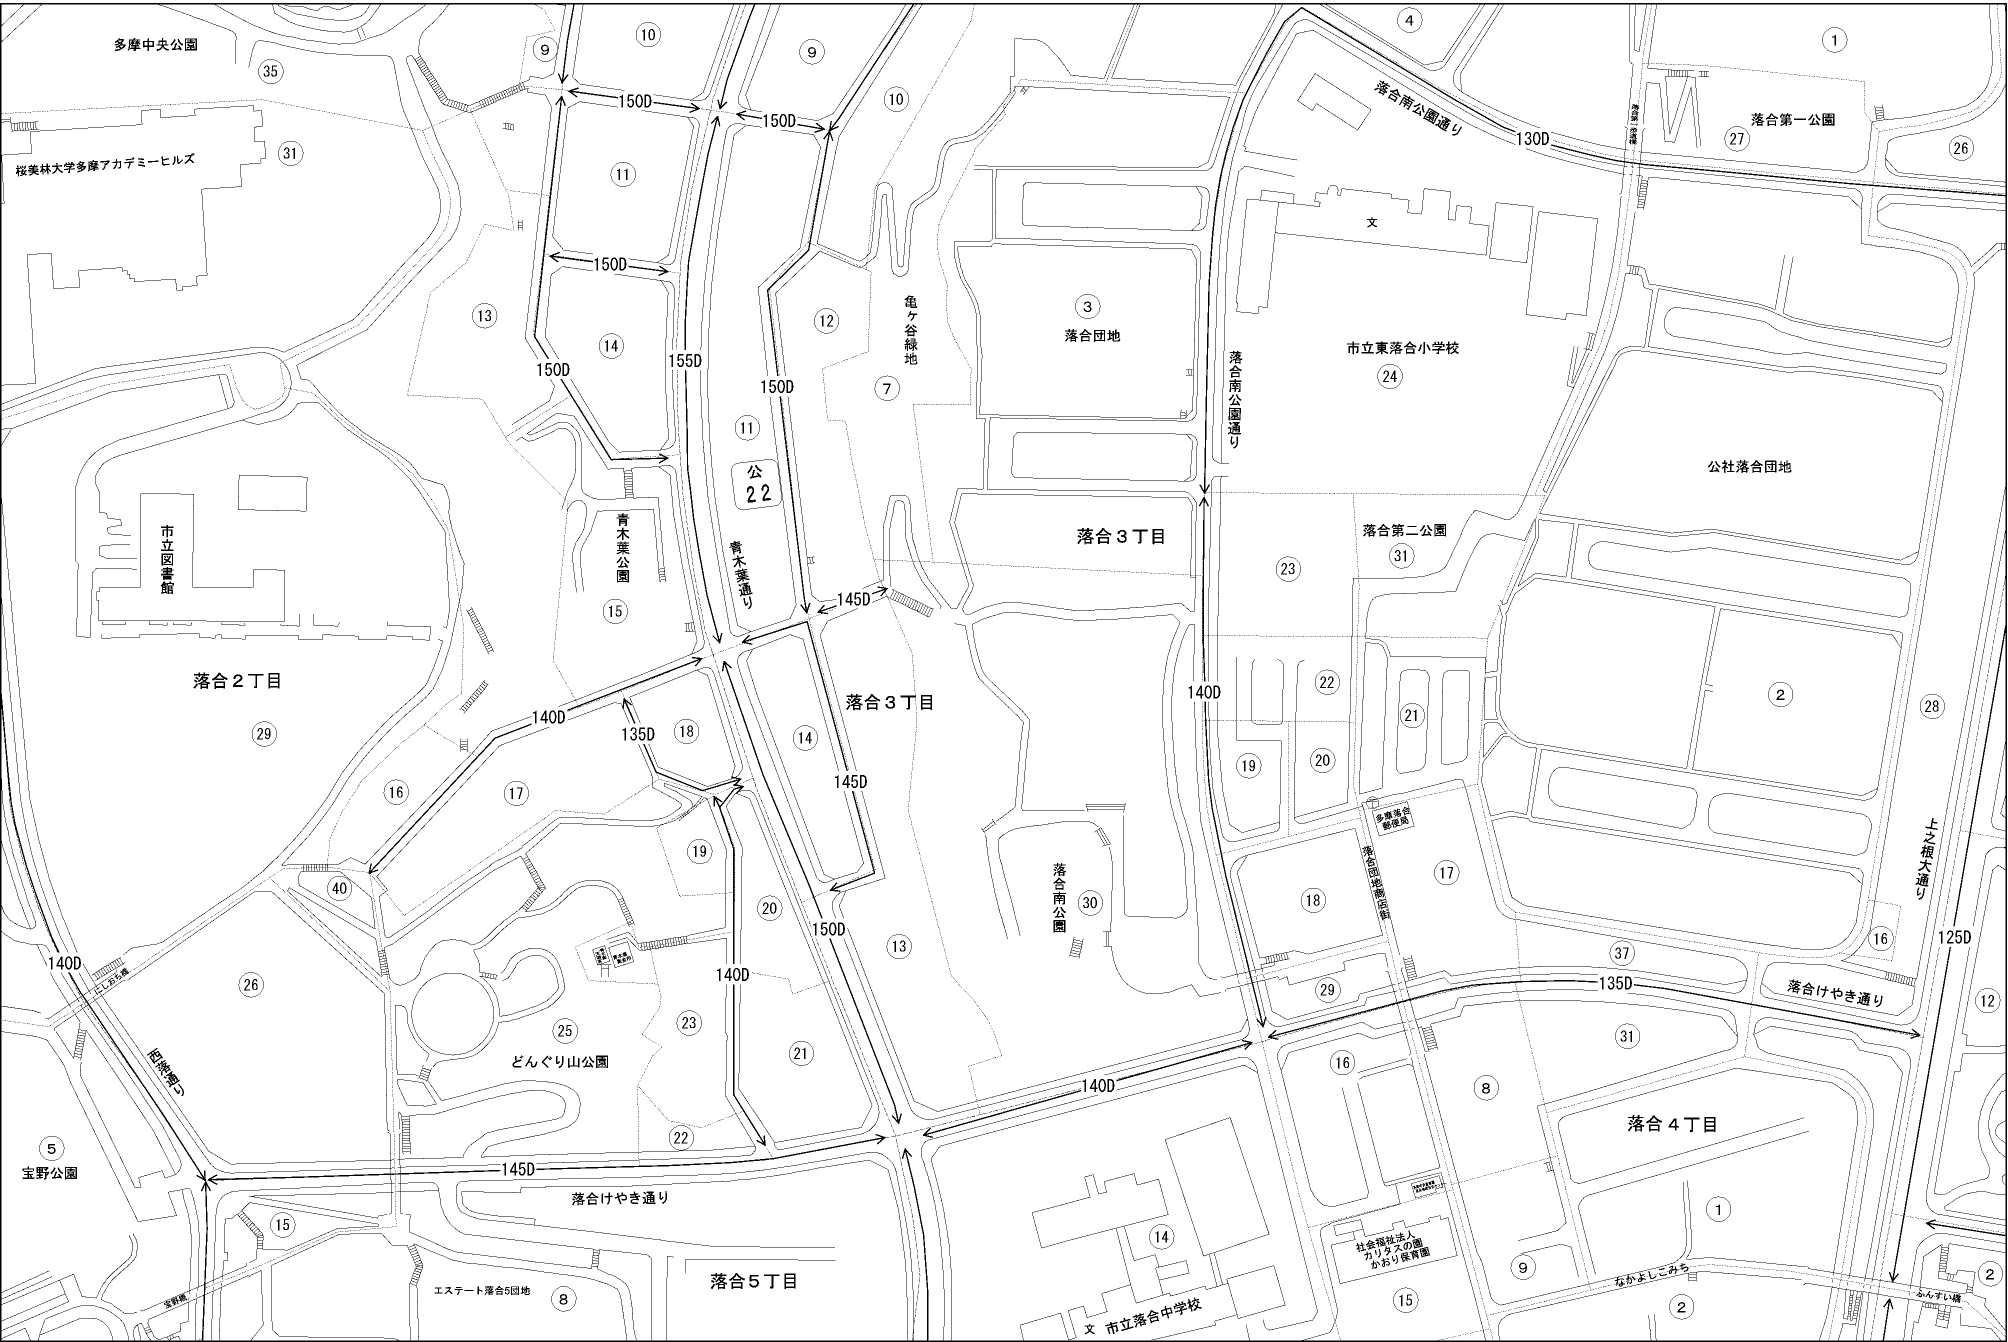 多摩中央公園
35
9
10
9
10
4
1
150D
150D
落合南公園通り
130D
落合第一公園
27
26
31
桜美林大学多摩アカデミーヒルズ
11
文
150D
13
14
12
亀ヶ谷緑地
3
落合団地
155D
150D
150D
7
落合南公園通り
市立東落合小学校
24
11
公
22
公社落合団地
市立図書館
青木葉公園
青木葉通り
落合3丁目
落合第二公園
31
23
15
145D
落合2丁目
29
140D
135D
18
14
落合3丁目
140D
22
21
2
28
19
20
145D
16
17
多摩落合
郵便局
落合団地商店街
上之根大通り
19
40
20
落合南公園
30
18
17
16
150D
13
125D
140D
にしおち橋
26
140D
37
135D
落合けやき通り
29
12
23
25
どんぐり山公園
21
西落通り
16
31
8
140D
5
宝野公園
22
落合4丁目
145D
落合けやき通り
15
14
1
社会福祉法人
カリタスの園
かおり保育園
落合5丁目
エステート落合5団地
8
宝野橋
9
なかよしこみち
2
2
ふんすい橋
15
文
市立落合中学校